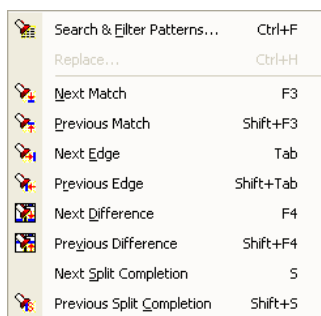 Search & Filter Patterns... Ctrl+F
Replace... Ctrl+H
Next Match F3
Previous Match Shift+F3
Next Edge Tab
Previous Edge Shift+Tab
Next Difference F4
Previous Difference Shift+F4
Next Split Completion S
Previous Split Completion Shift+S